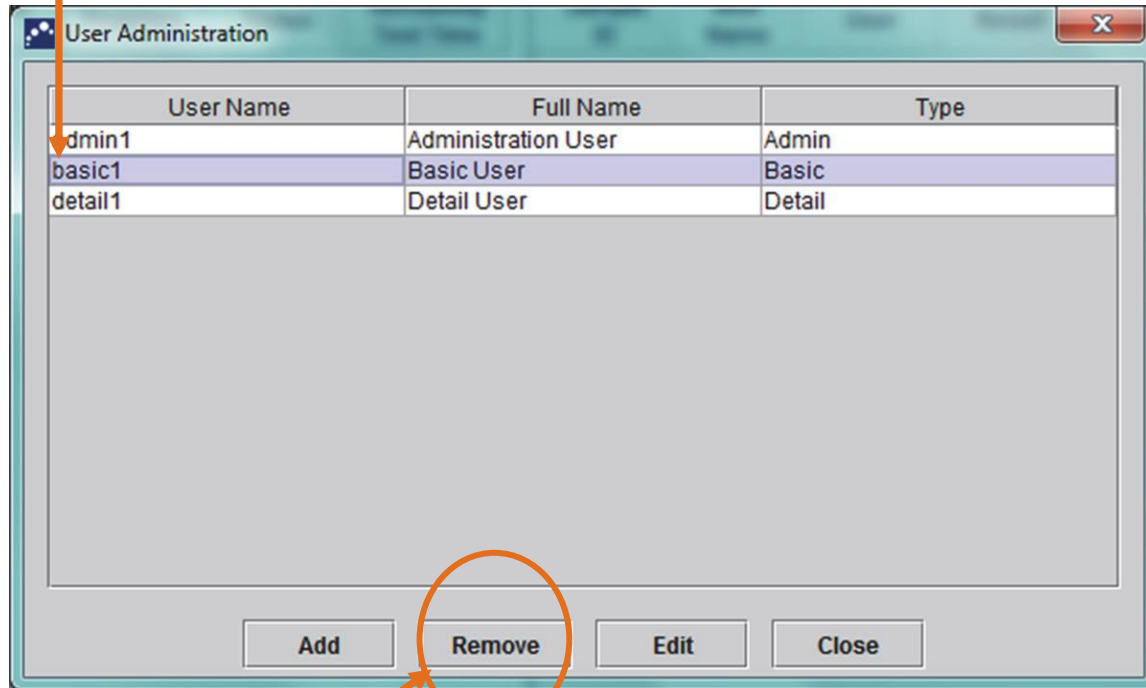 User Administration
User Name Full Name Type
admin1 Administration User Admin
basic1 Basic User Basic
detail1 Detail User Detail
Add Remove Edit Close